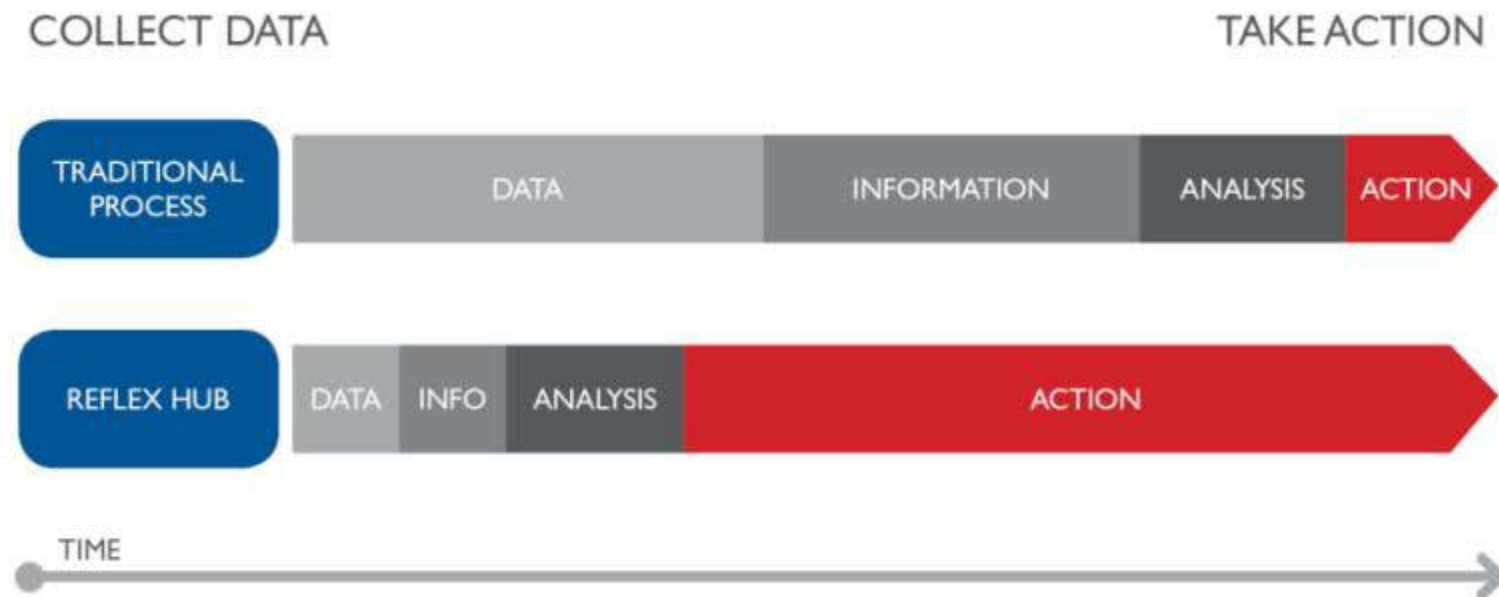 COLLECT DATA
TAKE ACTION
TRADITIONAL
PROCESS
DATA
INFORMATION
ANALYSIS
ACTION
REFLEX HUB
DATA
INFO
ANALYSIS
ACTION
TIME